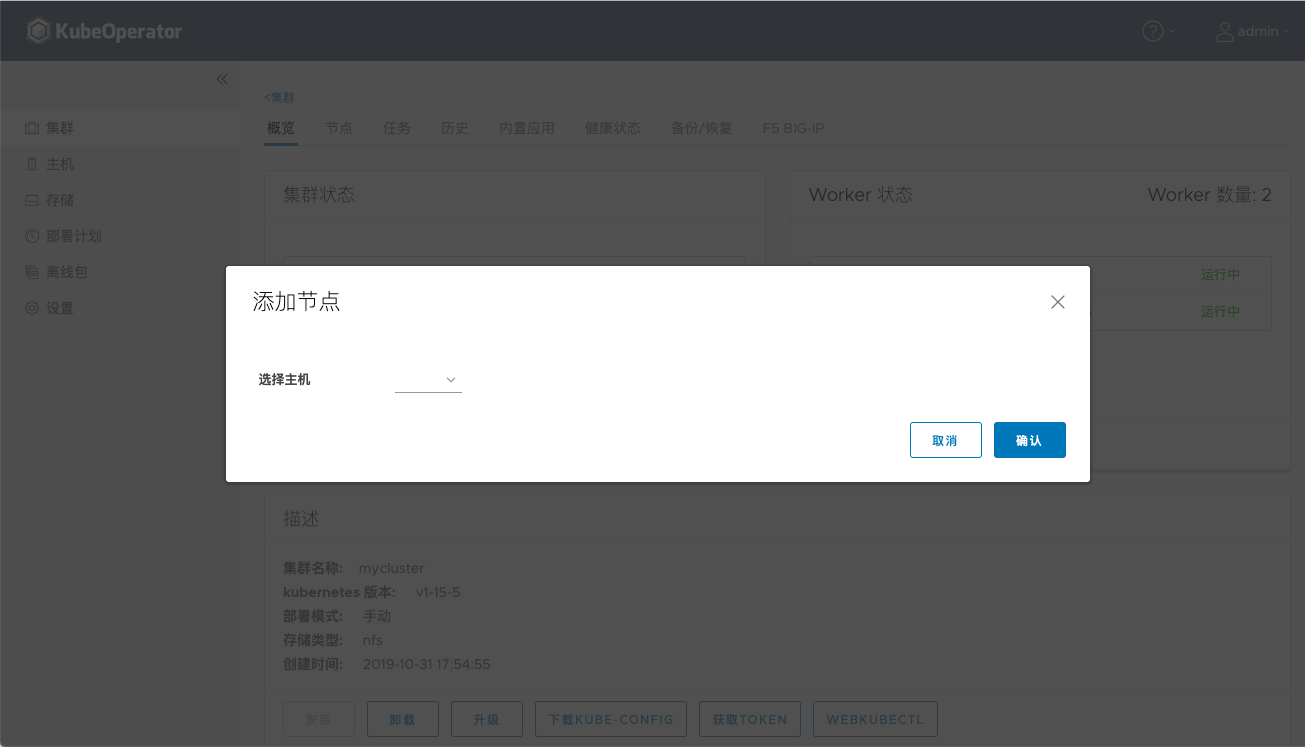 KubeOperator
admin
<集群
集群
主机
存储
部署计划
离线包
设置
概览 节点 任务 历史 内置应用 健康状态 备份/恢复 F5 BIG-IP
集群状态
Worker 状态 Worker 数量: 2
运行中
运行中
添加节点
选择主机
取消 确认
描述
集群名称: mycluster
kubernetes 版本: v1-15-5
部署模式: 手动
存储类型: nfs
创建时间: 2019-10-31 17:54:55
安装 卸载 升级 下载KUBE-CONFIG 获取TOKEN WEBKUBECTL